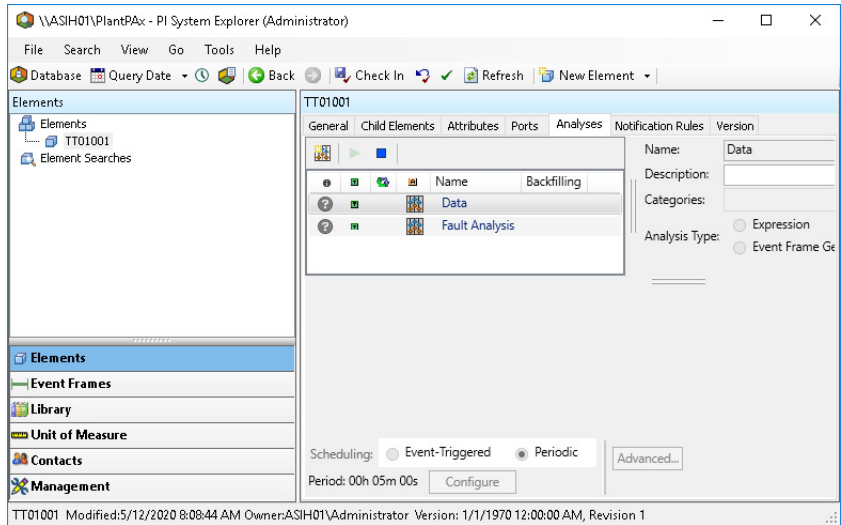 \\ASIH01\PlantPAx - PI System Explorer (Administrator)
File Search View Go Tools Help
Database Query Date Back Check In Refresh New Element
Elements
Elements
TT01001
Element Searches
Elements
Event Frames
Library
Unit of Measure
Contacts
Management
TT01001
General Child Elements Attributes Ports Analyses Notification Rules Version
Name Backfilling
Data
Fault Analysis
Name: Data
Description:
Categories:
Analysis Type: Expression
Event Frame Ge
Scheduling: Event-Triggered Periodic Advanced...
Period: 00h 05m 00s Configure
TT01001 Modified:5/12/2020 8:08:44 AM Owner:ASIH01\Administrator Version: 1/1/1970 12:00:00 AM, Revision 1